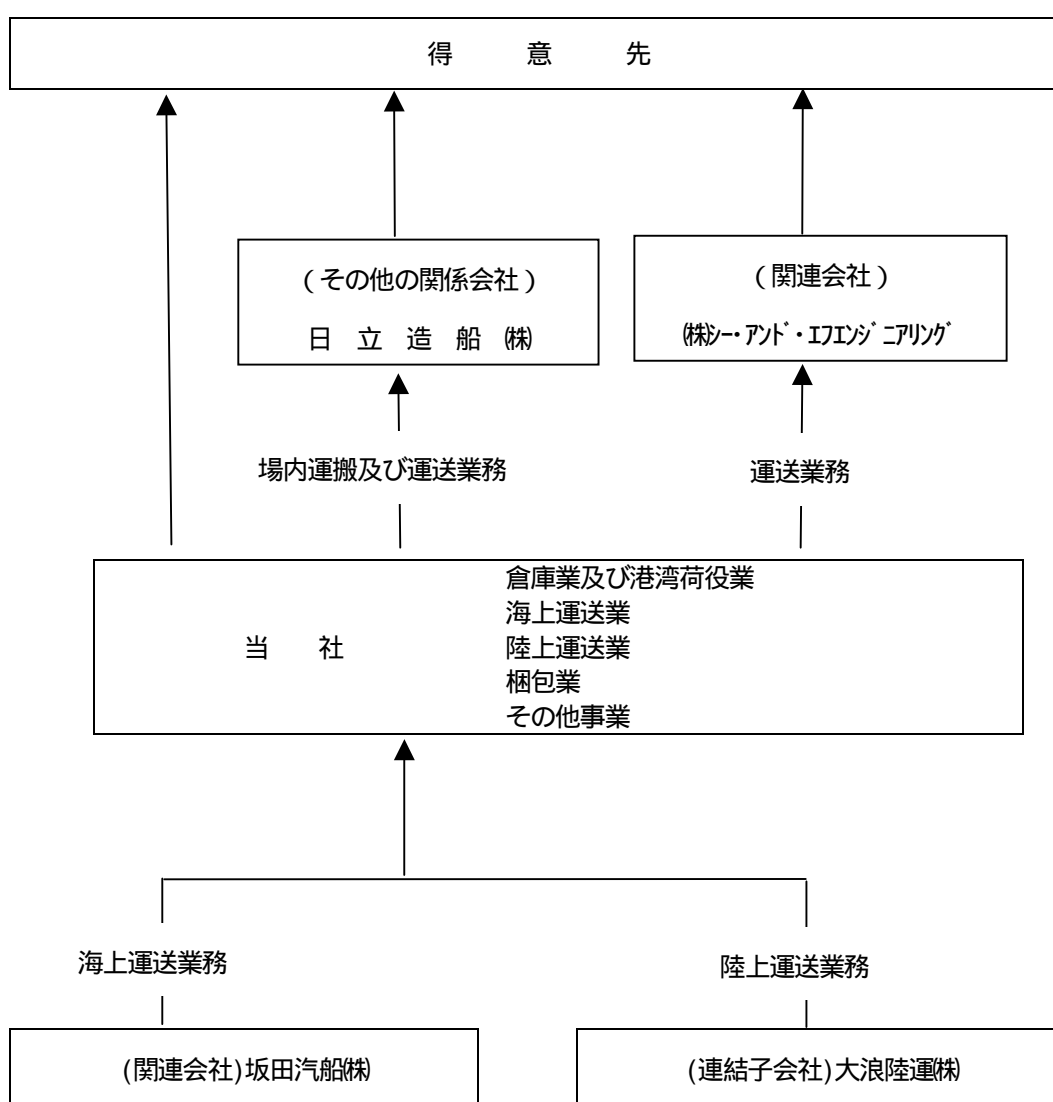 得 意 先
(その他の関係会社)
日 立 造 船 ㈱
(関連会社)
㈱ｼｰ・ｱﾝﾄﾞ・ｴﾌｴﾝｼﾞﾆｱﾘﾝｸﾞ
場内運搬及び運送業務
運送業務
当 社
倉庫業及び港湾荷役業
海上運送業
陸上運送業
梱包業
その他事業
海上運送業務
陸上運送業務
(関連会社)坂田汽船㈱
(連結子会社)大浪陸運㈱